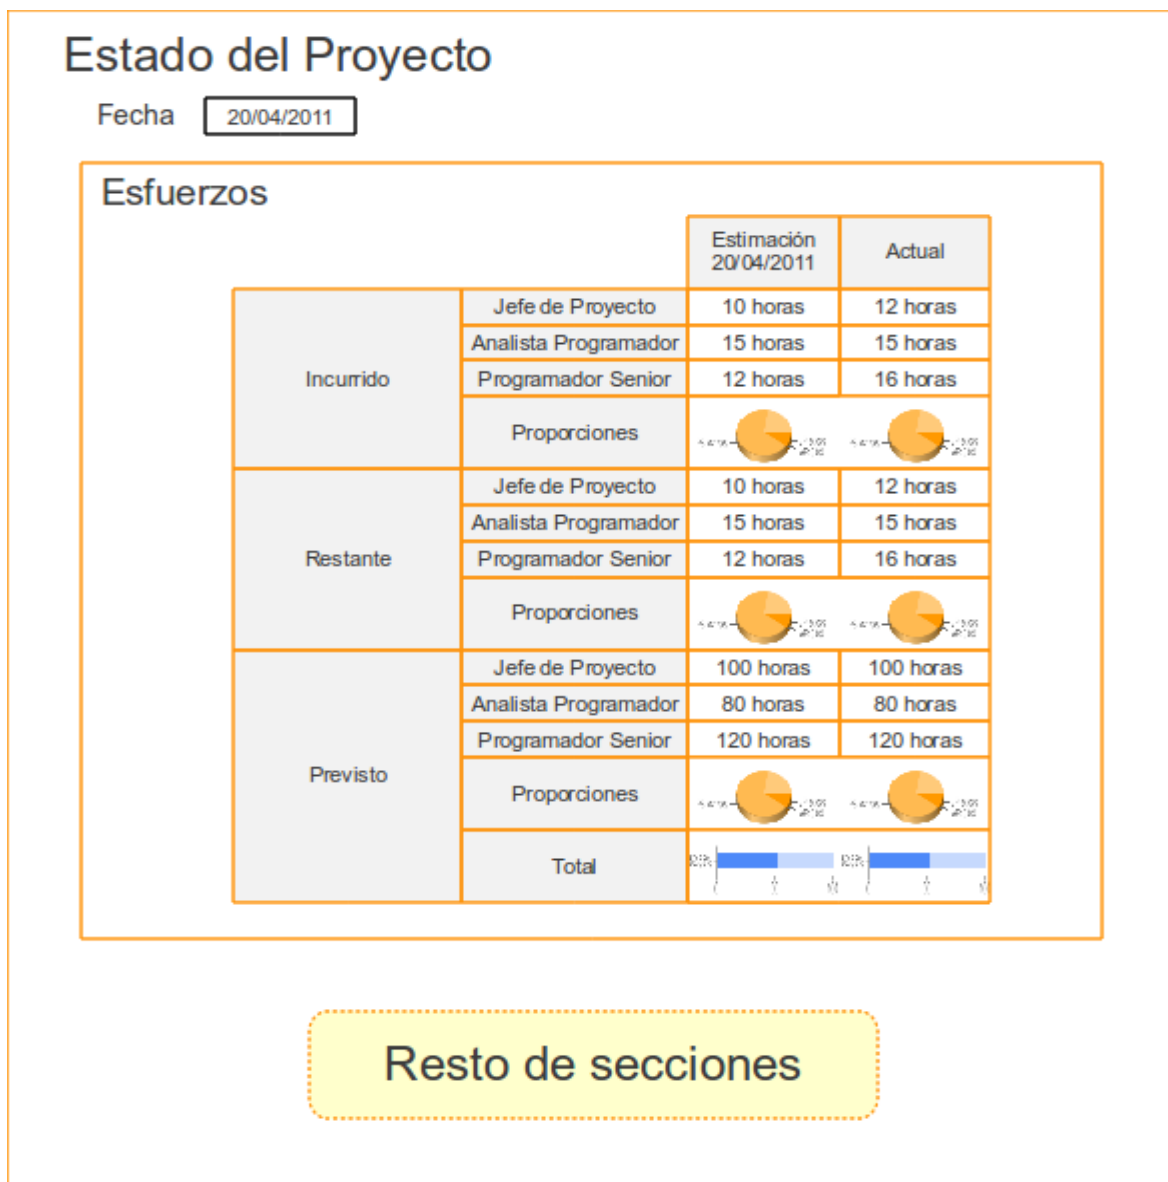 Estado del Proyecto
Fecha 20/04/2011
Esfuerzos
Estimación
20/04/2011
Actual
Incurrido
Jefe de Proyecto 10 horas 12 horas
Analista Programador 15 horas 15 horas
Programador Senior 12 horas 16 horas
Proporciones
Restante
Jefe de Proyecto 10 horas 12 horas
Analista Programador 15 horas 15 horas
Programador Senior 12 horas 16 horas
Proporciones
Previsto
Jefe de Proyecto 100 horas 100 horas
Analista Programador 80 horas 80 horas
Programador Senior 120 horas 120 horas
Proporciones
Total
Resto de secciones